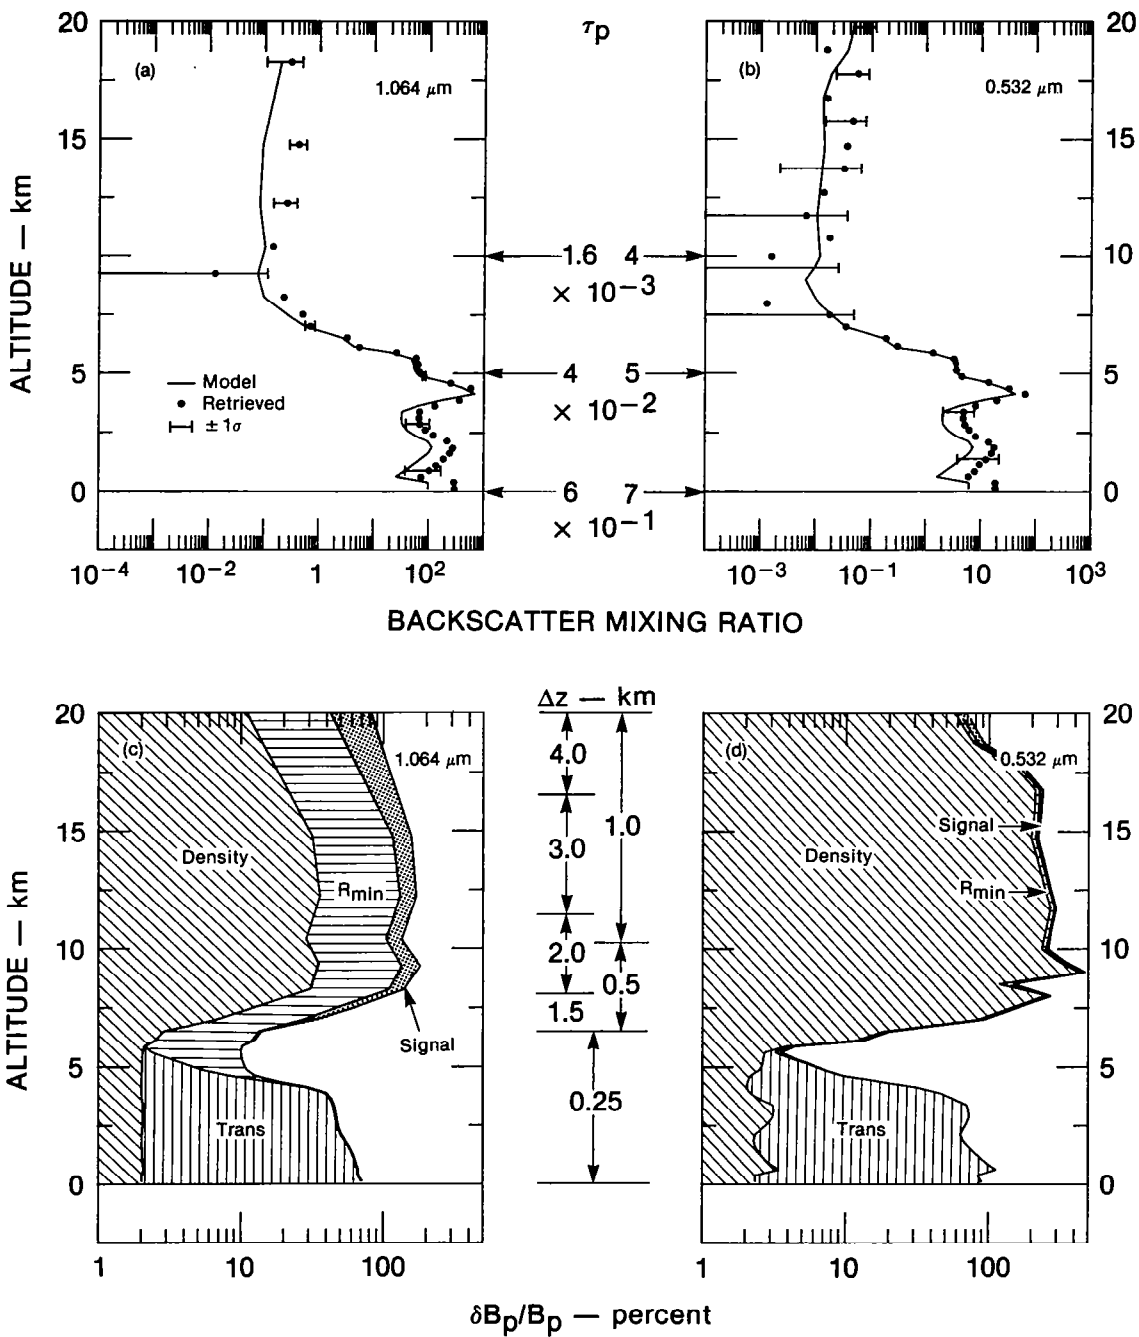 τp
20
15
10
5
0
ALTITUDE — km
(a)
1.064 μm
Model
Retrieved
± 1σ
10−4 10−2 1 10 2
1.6 4
× 10−3
4 5
× 10−2
6 7
× 10−1
(b)
0.532 μm
20
15
10
5
0
10−3 10−1 10 103
BACKSCATTER MIXING RATIO
Δz — km
20
15
10
5
0
ALTITUDE — km
(c)
1.064 μm
Density
Rmin
Signal
Trans
1 10 100
4.0
1.0
3.0
2.0
0.5
1.5
0.25
(d)
0.532 μm
Signal
Density
Rmin
Trans
20
15
10
5
0
1 10 100
δBp/Bp — percent